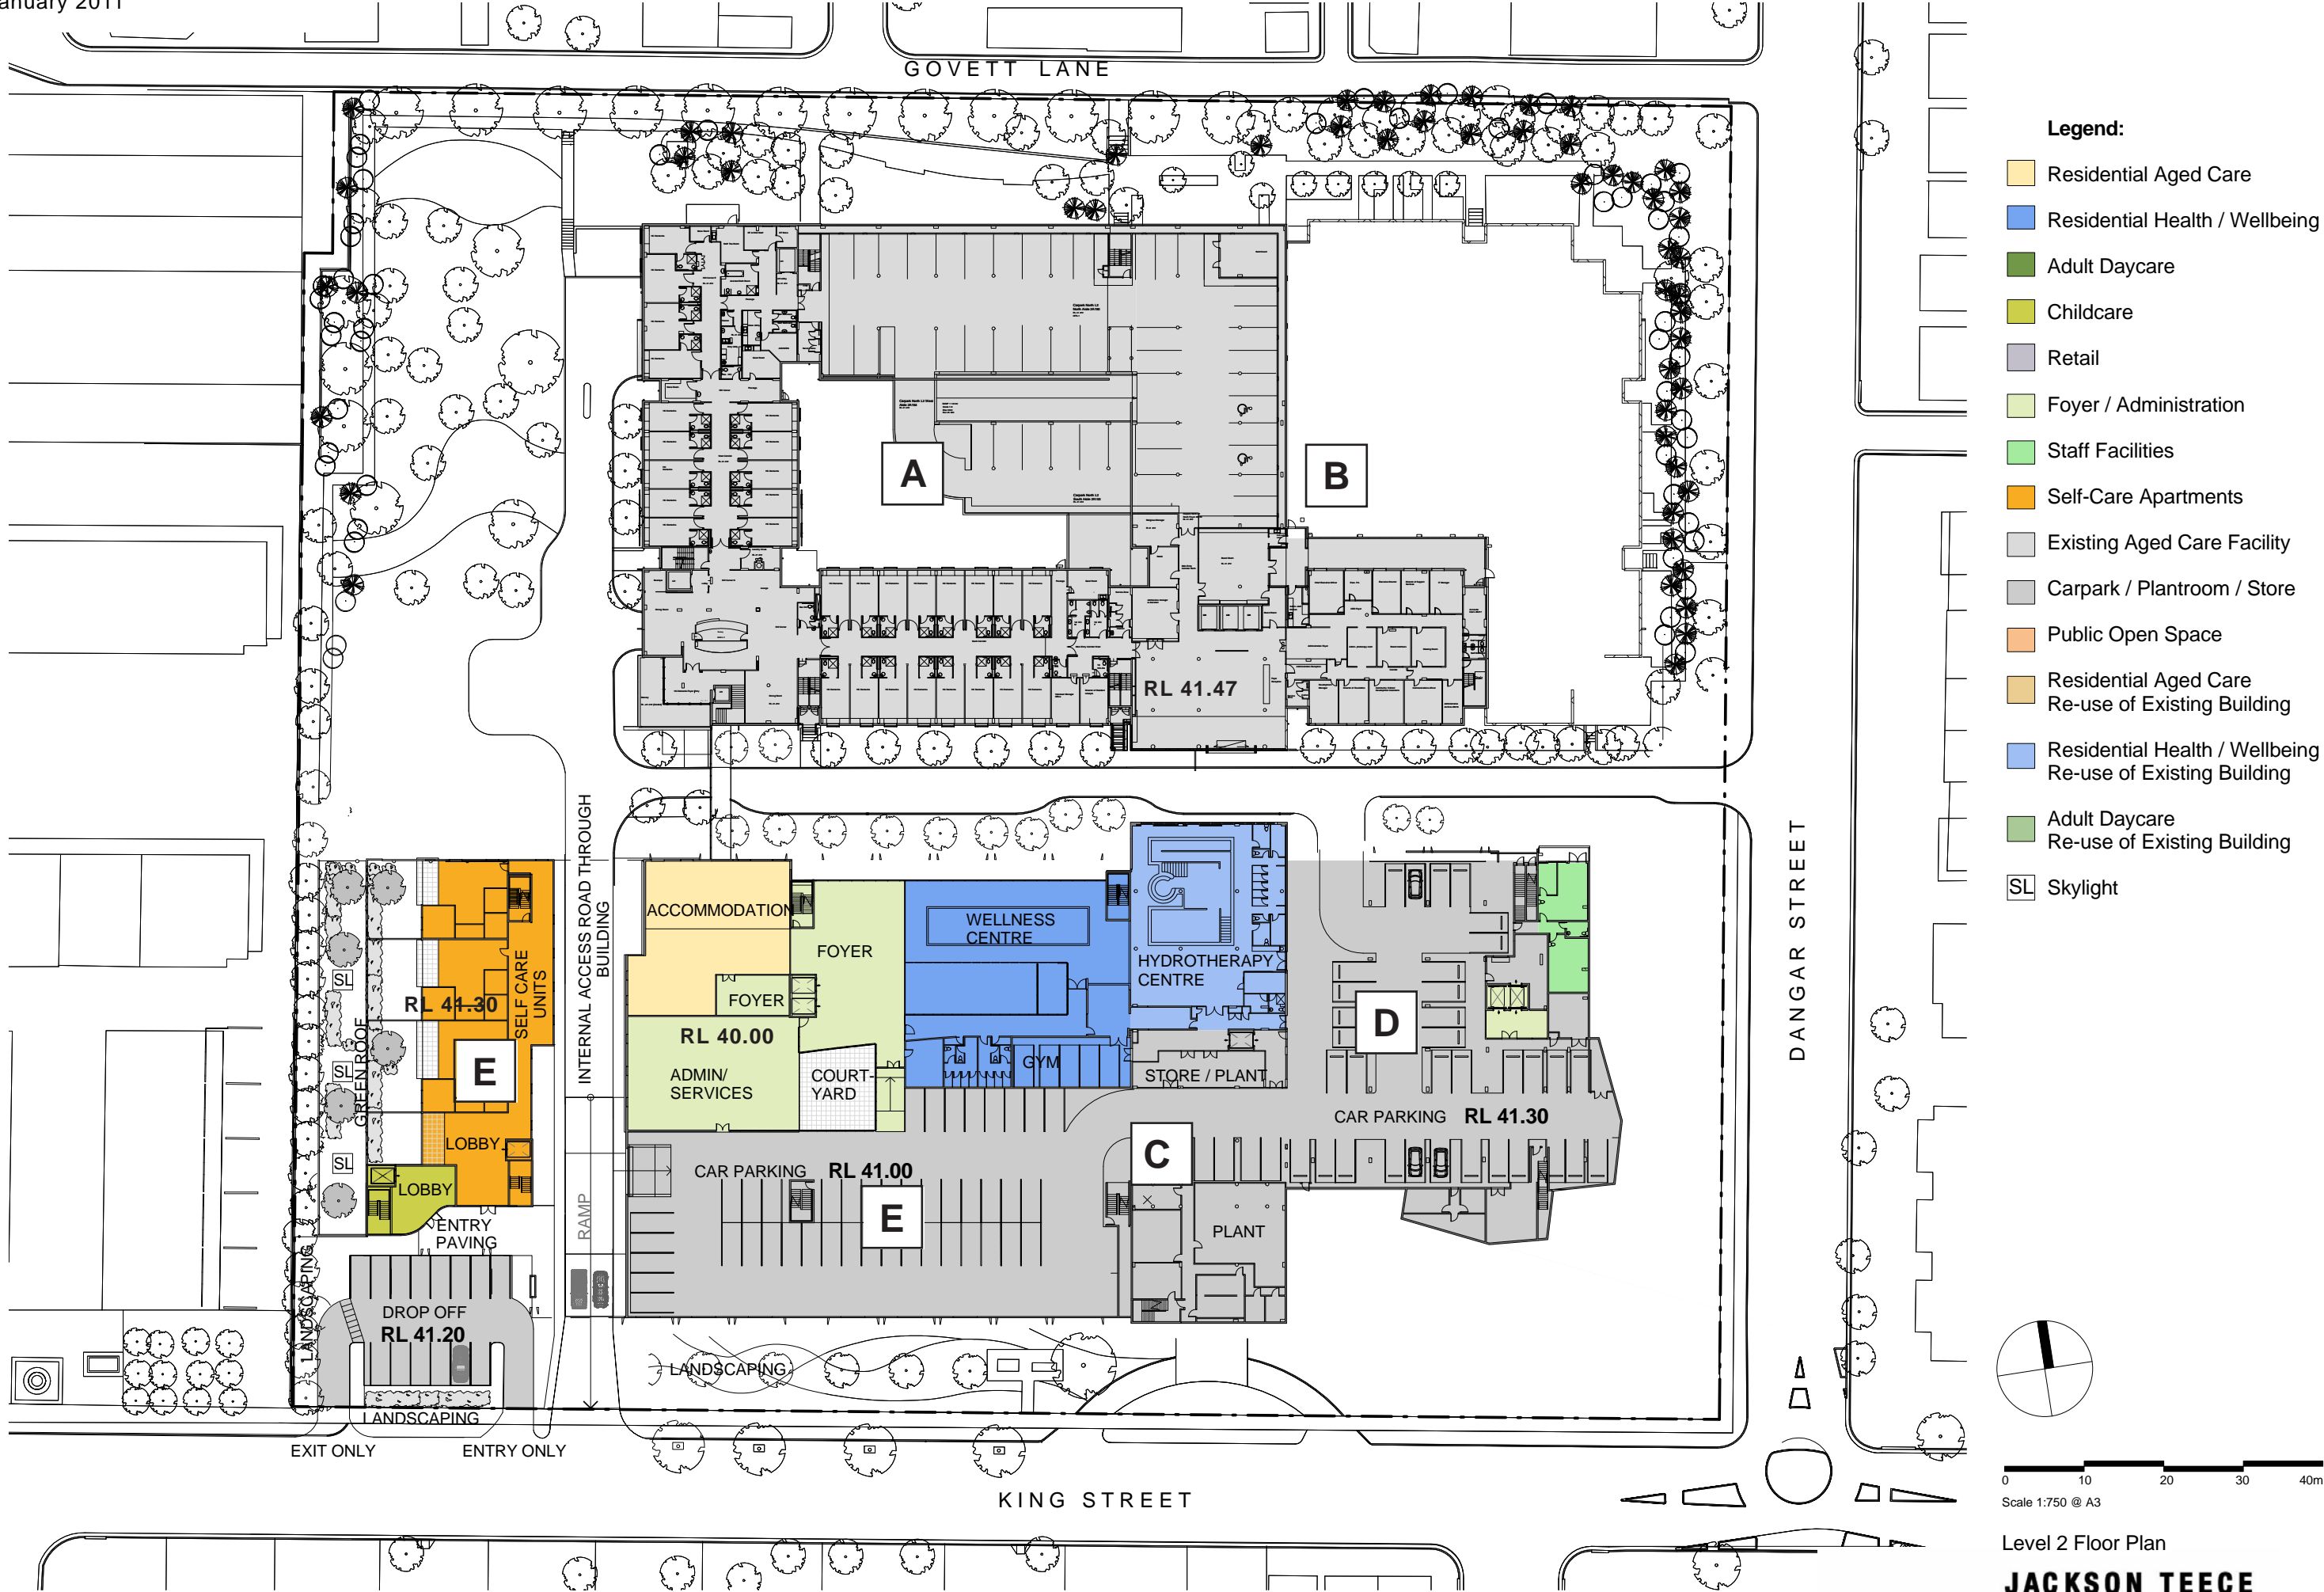 anuary 2011
GOVETT LANE
Legend:
Residential Aged Care
Residential Health / Wellbeing
Adult Daycare
Childcare
Retail
Foyer / Administration
Staff Facilities
Self-Care Apartments
Existing Aged Care Facility
Carpark / Plantroom / Store
Public Open Space
Residential Aged Care
Re-use of Existing Building
Residential Health / Wellbeing
Re-use of Existing Building
Adult Daycare
Re-use of Existing Building
SL Skylight
A
B
RL 41.47
INTERNAL ACCESS ROAD THROUGH
BUILDING
DANGAR STREET
ACCOMMODATION
FOYER
WELLNESS
CENTRE
HYDROTHERAPY
CENTRE
FOYER
RL 40.00
ADMIN/
SERVICES
COURT-
YARD
GYM
STORE / PLANT
D
CAR PARKING RL 41.30
SL
RL 41.30
SELF CARE
UNITS
GREEN ROOF
SL
E
LOBBY
SL
LOBBY
ENTRY
PAVING
RAMP
CAR PARKING RL 41.00
E
C
PLANT
LANDSCAPING
DROP OFF
RL 41.20
LANDSCAPING
LANDSCAPING
EXIT ONLY
ENTRY ONLY
KING STREET
0 10 20 30 40m
Scale 1:750 @ A3
Level 2 Floor Plan
JACKSON TEECE